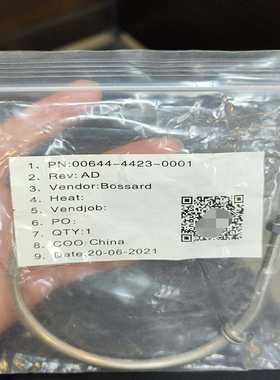 1、PN:00644-4423-0001
2、Rev:AD
3、Vendor:Bossard
4、Heat:
5、Vendjob:
6、PO:
7、QTY:1
8、COO:China
9、Date:20-06-2021